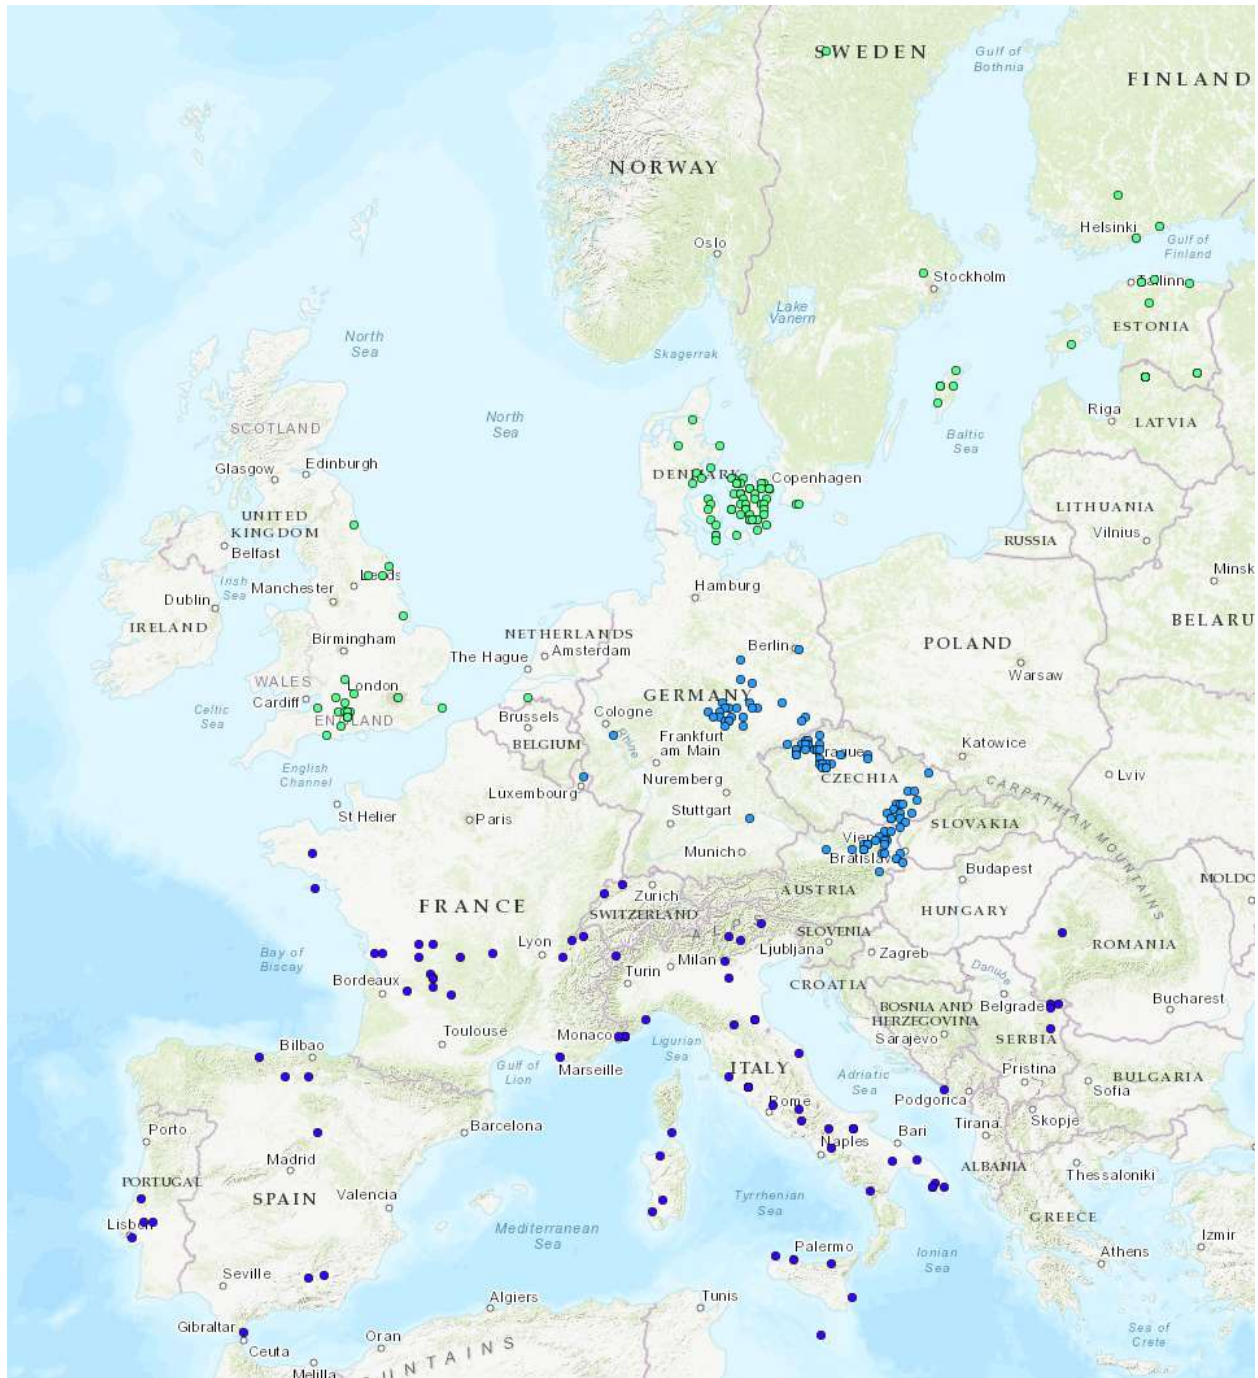 SWEDEN
Gulf of
Bothnia
FINLAND
NORWAY
Oslo
Helsinki
Gulf of
Finland
Stockholm
Tallinn
Lake
Vanern
ESTONIA
North
Sea
Skagerrak
Riga
LATVIA
North
Sea
SCOTLAND
Baltic
Sea
Glasgow
Edinburgh
DENMARK
Copenhagen
UNITED
KINGDOM
LITHUANIA
Vilnius
RUSSIA
Belfast
Irish
Sea
Leeds
Manchester
Hamburg
Minsk
Dublin
IRELAND
BELARU
Birmingham
NETHERLANDS
Amsterdam
The Hague
Berlin
POLAND
Warsaw
WALES
London
Cardiff
ENGLAND
GERMANY
Celtic
Sea
Brussels
Cologne
BELGIUM
Rhine
Frankfurt
am Main
Prague
Katowice
English
Channel
Luxembourg
Nuremberg
CZECHIA
Lviv
CARPATHIAN MOUNTAINS
St Helier
Paris
Stuttgart
SLOVAKIA
Vienna
Munich
Bratislava
Budapest
AUSTRIA
MOLDO
Zurich
FRANCE
SWITZERLAND
HUNGARY
ALPS
SLOVENIA
Ljubljana
Lyon
Zagreb
ROMANIA
Bay of
Biscay
Milan
Turin
Bordeaux
CROATIA
Danube
Belgrade
BOSNIA AND
HERZEGOVINA
Bucharest
Toulouse
Monaco
Ligurian
Sea
Sarajevo
SERBIA
Bilbao
Marseille
Gulf of
Lion
ITALY
Adriatic
Sea
Pristina
Sofia
BULGARIA
Podgorica
Rome
Skopje
Porto
Barcelona
Tirana
Bari
Naples
Madrid
ALBANIA
Thessaloniki
PORTUGAL
SPAIN
Valencia
Tyrrhenian
Sea
GREECE
Lisbon
Mediterranean
Sea
Izmir
Palermo
Ionian
Sea
Athens
Seville
Algiers
Tunis
Gibraltar
Ceuta
Oran
Sea of
Crete
Melilla
UNTAINS